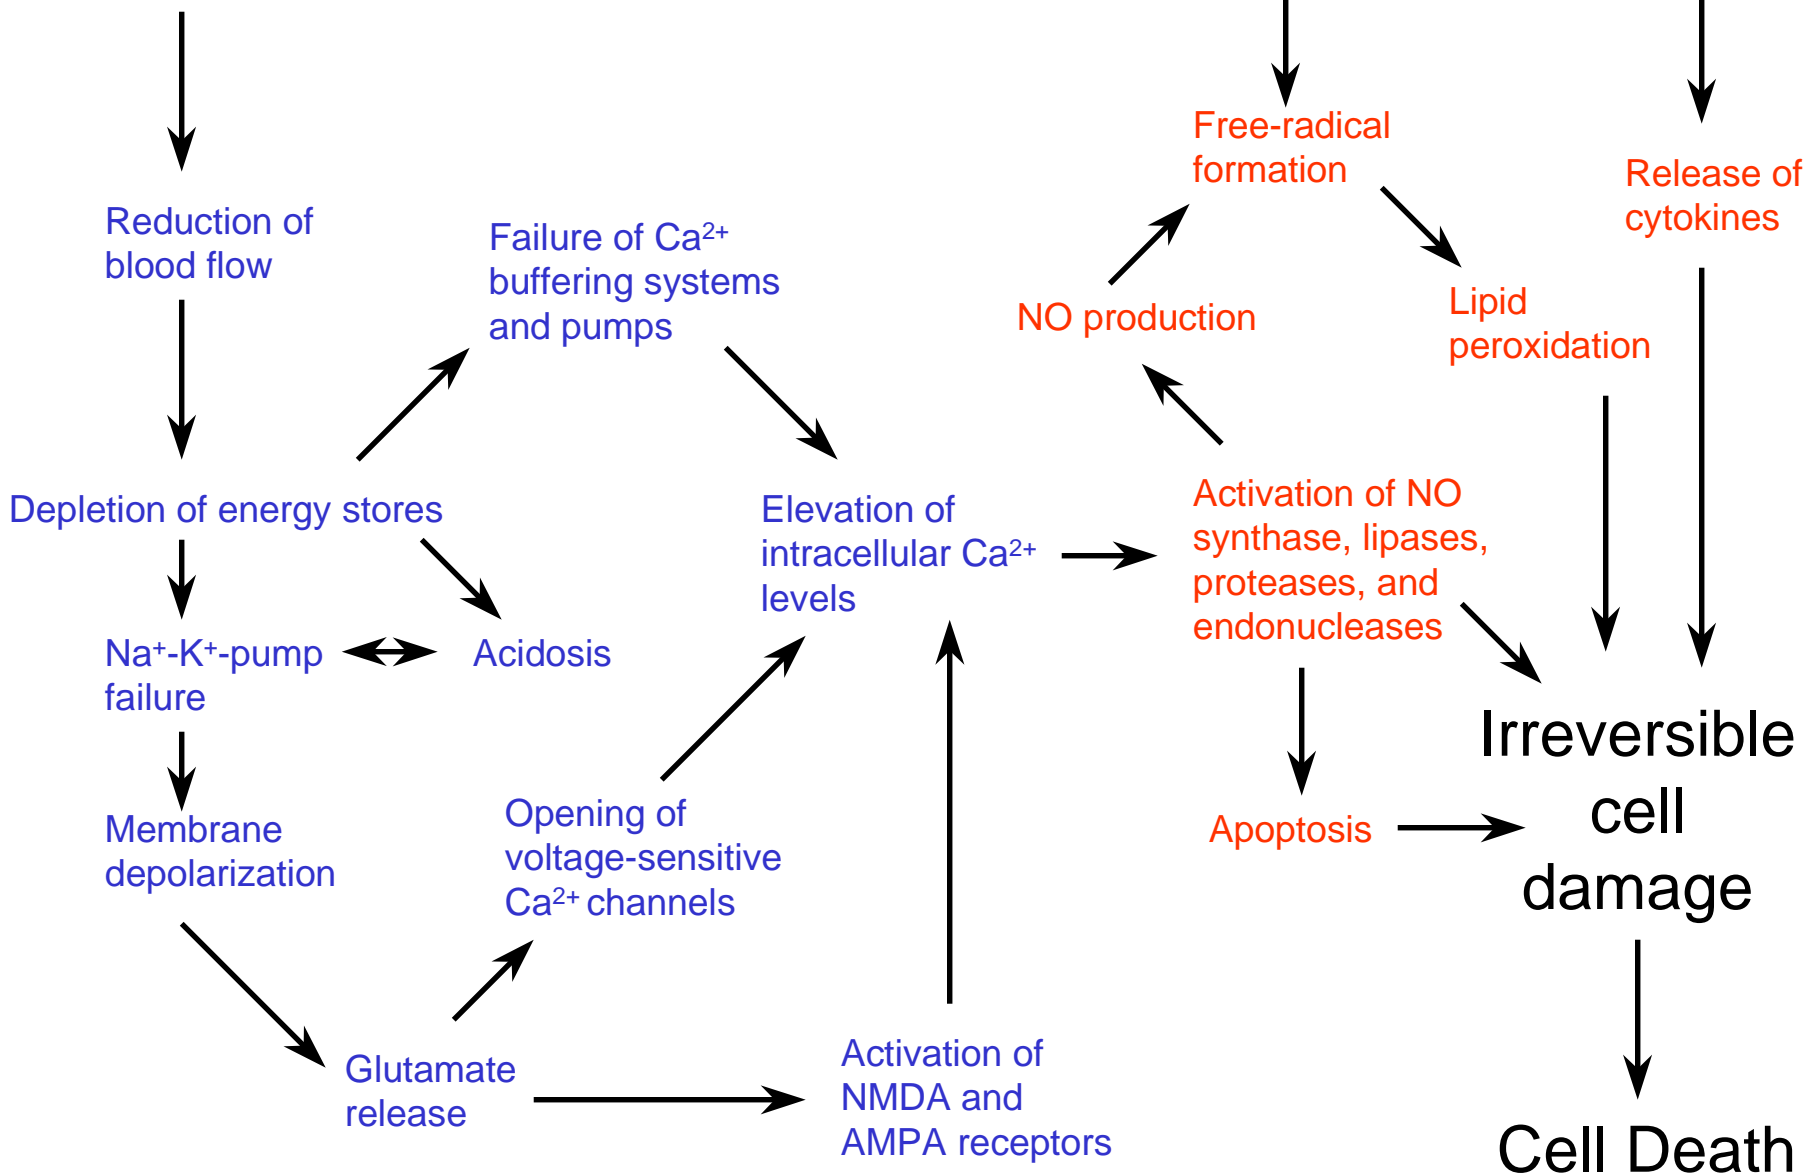 Free-radical
formation
Release of
cytokines
Reduction of
blood flow
Failure of Ca²⁺
buffering systems
and pumps
NO production
Lipid
peroxidation
Depletion of energy stores
Elevation of
intracellular Ca²⁺
levels
Activation of NO
synthase, lipases,
proteases, and
endonucleases
Na⁺-K⁺-pump
failure
Acidosis
Irreversible
cell
damage
Membrane
depolarization
Opening of
voltage-sensitive
Ca²⁺ channels
Apoptosis
Glutamate
release
Activation of
NMDA and
AMPA receptors
Cell Death